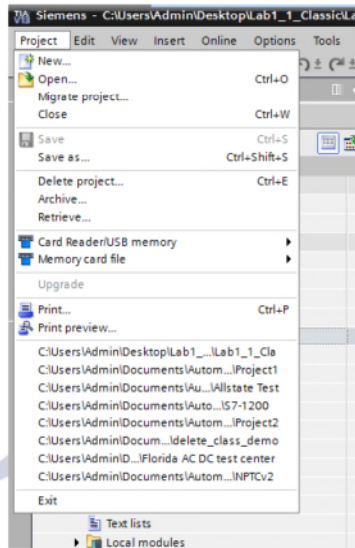 Siemens - C:\Users\Admin\Desktop\Lab1_1_Classic\La
Project Edit View Insert Online Options Tools
New...
Open... Ctrl+O
Migrate project...
Close Ctrl+W
Save Ctrl+S
Save as... Ctrl+Shift+S
Delete project... Ctrl+E
Archive...
Retrieve...
Card Reader/USB memory
Memory card file
Upgrade
Print... Ctrl+P
Print preview...
C:\Users\Admin\Desktop\Lab1_...\Lab1_1_Cla
C:\Users\Admin\Documents\Autom...\Project1
C:\Users\Admin\Documents\Au...\Allstate Test
C:\Users\Admin\Documents\Auto...\S7-1200
C:\Users\Admin\Documents\Autom...\Project2
C:\Users\Admin\Docum...\delete_class_demo
C:\Users\Admin\D...\Florida AC DC test center
C:\Users\Admin\Documents\Autom...\NPTCv2
Exit
Text lists
Local modules